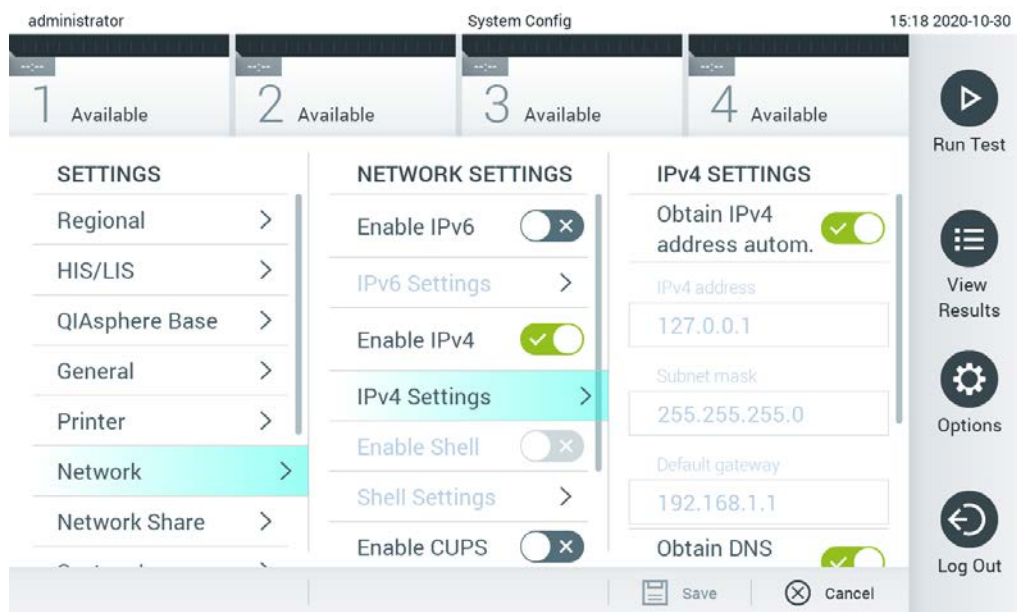 administrator
System Config
15:18 2020-10-30
--:--
1 Available
--:--
2 Available
--:--
3 Available
--:--
4 Available
Run Test
View
Results
Options
Log Out
SETTINGS
Regional
HIS/LIS
QIAsphere Base
General
Printer
Network
Network Share
NETWORK SETTINGS
Enable IPv6
IPv6 Settings
Enable IPv4
IPv4 Settings
Enable Shell
Shell Settings
Enable CUPS
IPv4 SETTINGS
Obtain IPv4
address autom.
IPv4 address
127.0.0.1
Subnet mask
255.255.255.0
Default gateway
192.168.1.1
Obtain DNS
Save
Cancel